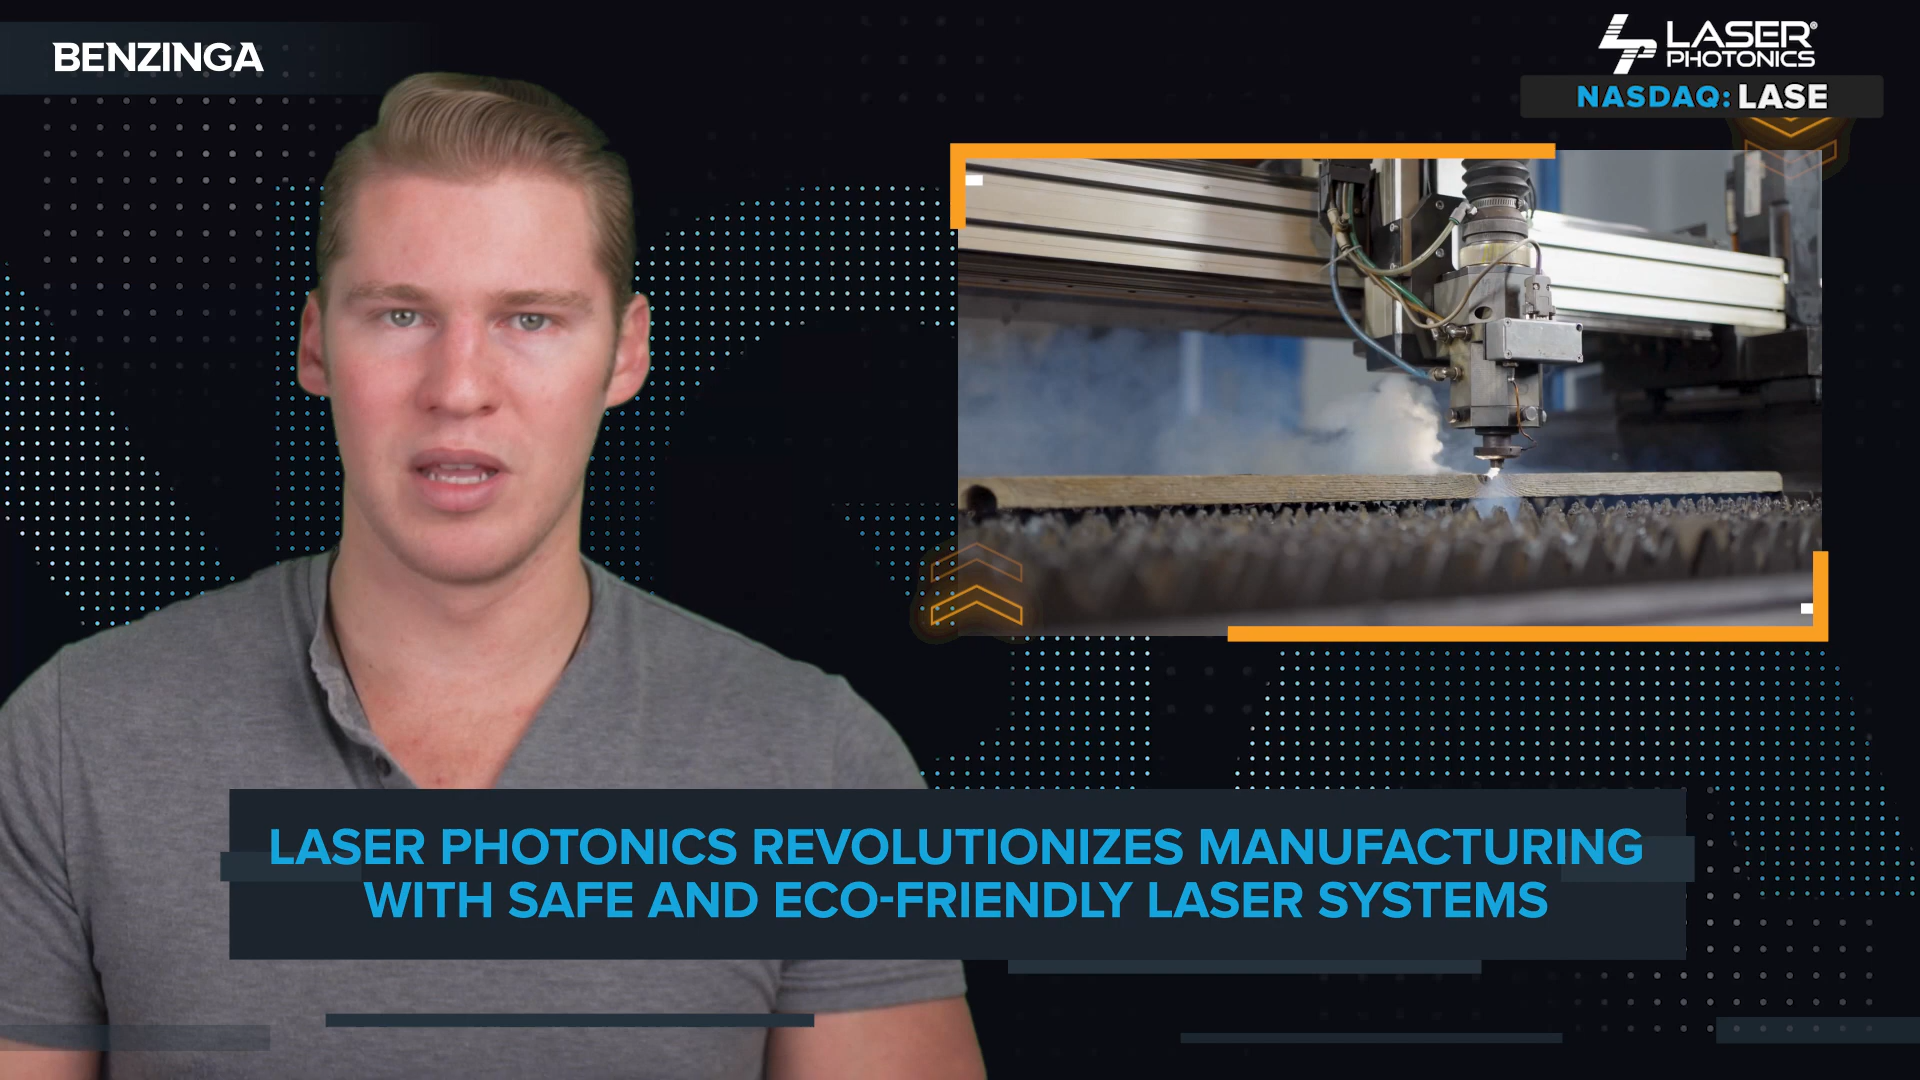 BENZINGA
LASER®
PHOTONICS
NASDAQ: LASE
LASER PHOTONICS REVOLUTIONIZES MANUFACTURING
WITH SAFE AND ECO-FRIENDLY LASER SYSTEMS